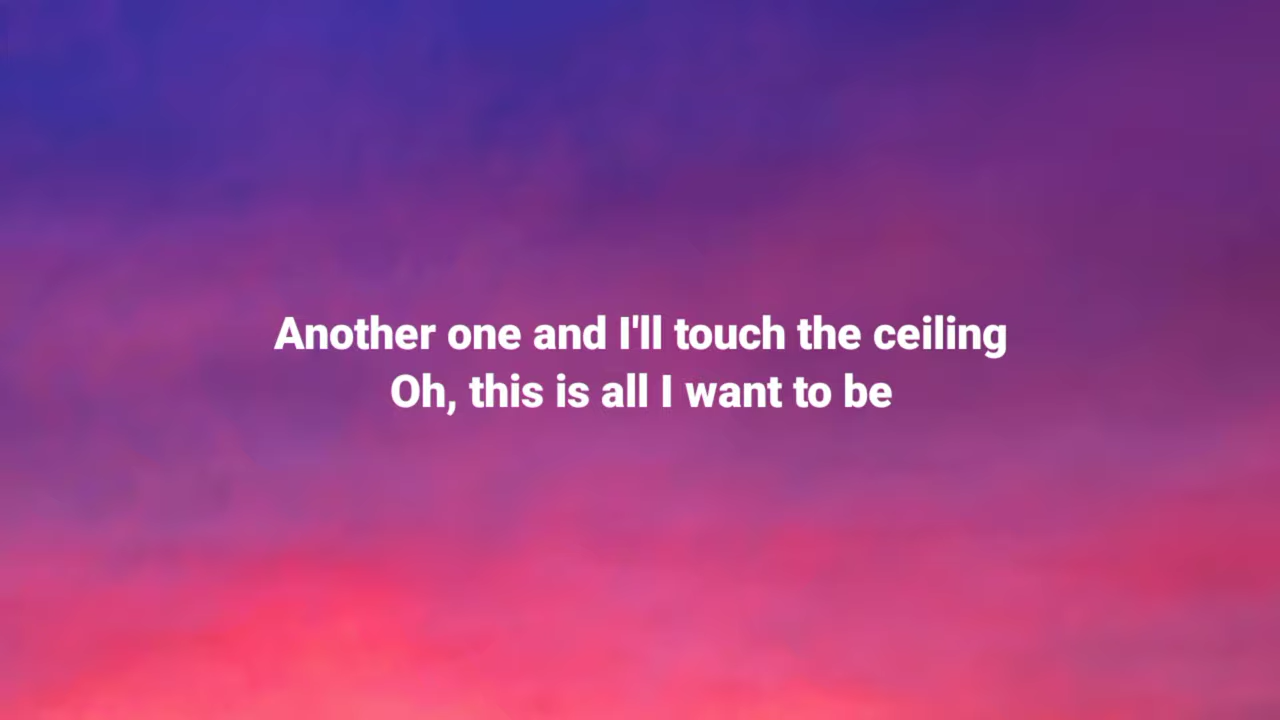 Another one and I'll touch the ceiling
Oh, this is all I want to be